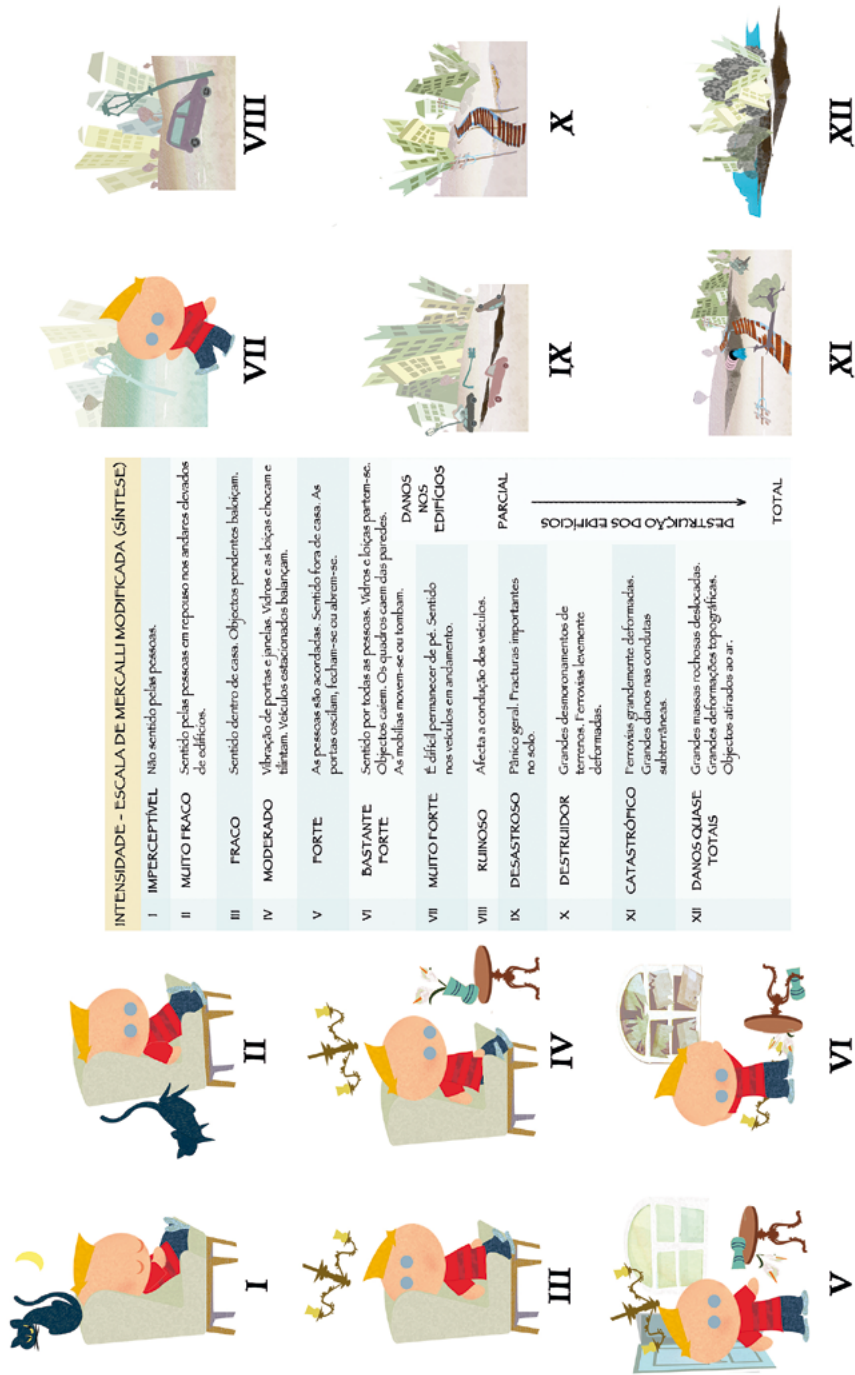 I
II
III
IV
V
VI
INTENSIDADE - ESCALA DE MERCALLI MODIFICADA (SÍNTESE)
I IMPERCEPTÍVEL Não sentido pelas pessoas.
II MUITO FRACO Sentido pelas pessoas em repouso nos andares elevados
de edifícios.
III FRACO Sentido dentro de casa. Objectos pendentes baloiçam.
IV MODERADO Vibração de portas e janelas. Vidros e as loiças chocam e
tilintam. Veículos estacionados balançam.
V FORTE As pessoas são acordadas. Sentido fora de casa. As
portas oscilam, fecham-se ou abrem-se.
VI BASTANTE FORTE Sentido por todas as pessoas. Vidros e loiças partem-se.
Objectos caiem. Os quadros caem das paredes.
As mobílias movem-se ou tombam.
VII MUITO FORTE É difícil permanecer de pé. Sentido
nos veículos em andamento.
VIII RUINOSO Afecta a condução dos veículos.
IX DESASTROSO Pânico geral. Fracturas importantes
no solo.
X DESTRUIDOR Grandes desmoronamentos de
terrenos. Ferrovias levemente
deformadas.
XI CATASTRÓFICO Ferrovias grandemente deformadas.
Grandes danos nas condutas
subterrâneas.
XII DANOS QUASE TOTAIS Grandes massas rochosas deslocadas.
Grandes deformações topográficas.
Objectos atirados ao ar.
DANOS
NOS
EDIFÍCIOS
PARCIAL
DESTRUIÇÃO DOS EDIFÍCIOS
TOTAL
VII
VIII
IX
X
XI
XII